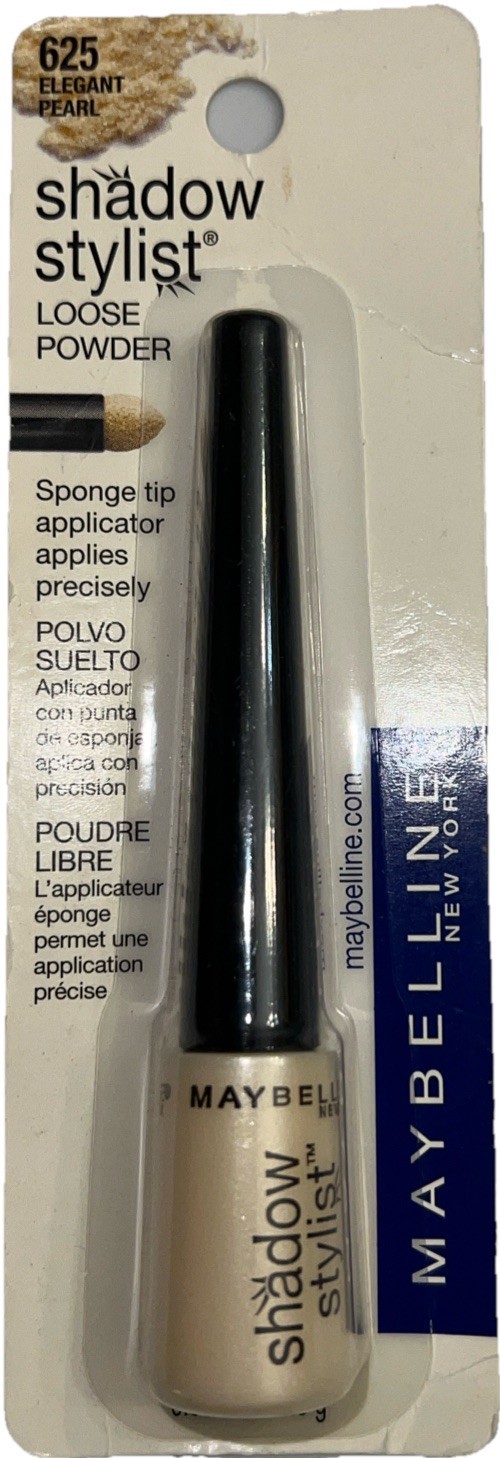 625
ELEGANT
PEARL
shadow
stylist®
LOOSE
POWDER
Sponge tip
applicator
applies
precisely
POLVO
SUELTO
Aplicador
con punta
de esponja
aplica con
precisión
POUDRE
LIBRE
L'applicateur
éponge
permet une
application
précise
maybelline.com
MAYBELLINE
NEW YORK
MAYBELL
NEW
shadow
stylist™